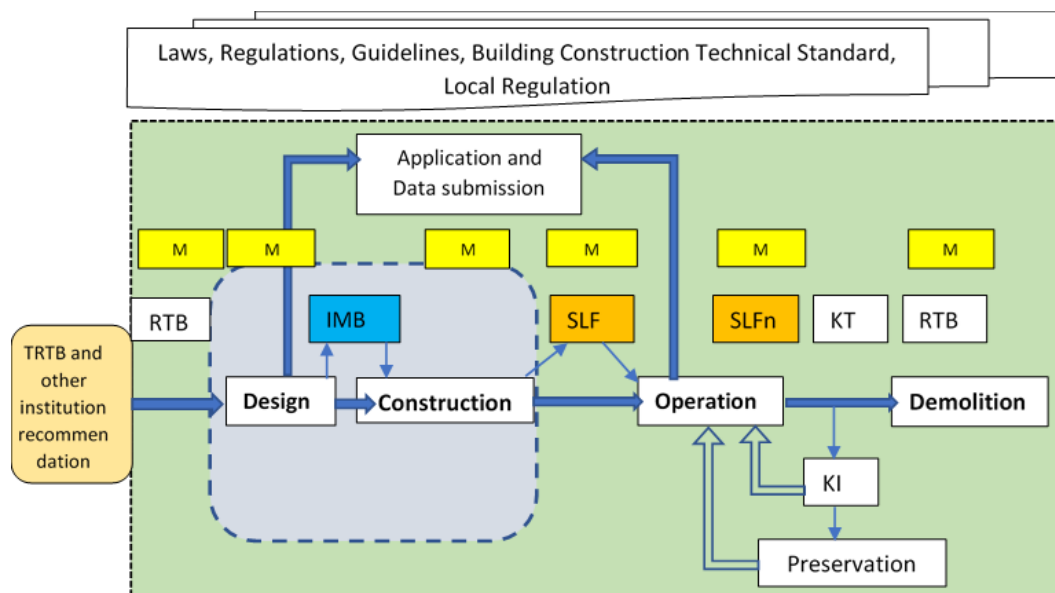 Laws, Regulations, Guidelines, Building Construction Technical Standard,
Local Regulation
Application and
Data submission
M
M
M
M
M
M
RTB
IMB
SLF
SLFn
KT
RTB
TRTB and
other
institution
recommen
dation
Design
Construction
Operation
Demolition
KI
Preservation